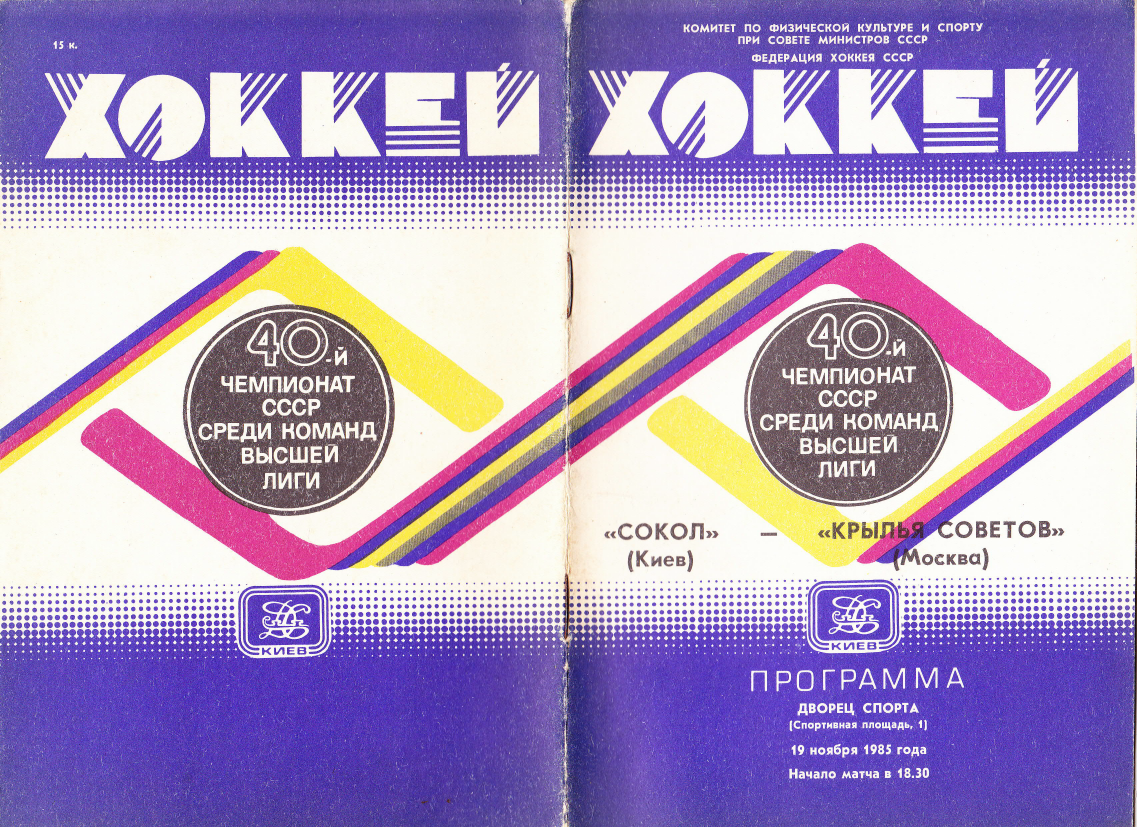 15 к.
ХОККЕЙ
40-й
ЧЕМПИОНАТ
СССР
СРЕДИ КОМАНД
ВЫСШЕЙ
ЛИГИ
КИЕВ
КОМИТЕТ ПО ФИЗИЧЕСКОЙ КУЛЬТУРЕ И СПОРТУ
ПРИ СОВЕТЕ МИНИСТРОВ СССР
ФЕДЕРАЦИЯ ХОККЕЯ СССР
ХОККЕЙ
40-й
ЧЕМПИОНАТ
СССР
СРЕДИ КОМАНД
ВЫСШЕЙ
ЛИГИ
«СОКОЛ» — «КРЫЛЬЯ СОВЕТОВ»
(Киев) (Москва)
КИЕВ
ПРОГРАММА
ДВОРЕЦ СПОРТА
(Спортивная площадь, 1)
19 ноября 1985 года
Начало матча в 18.30